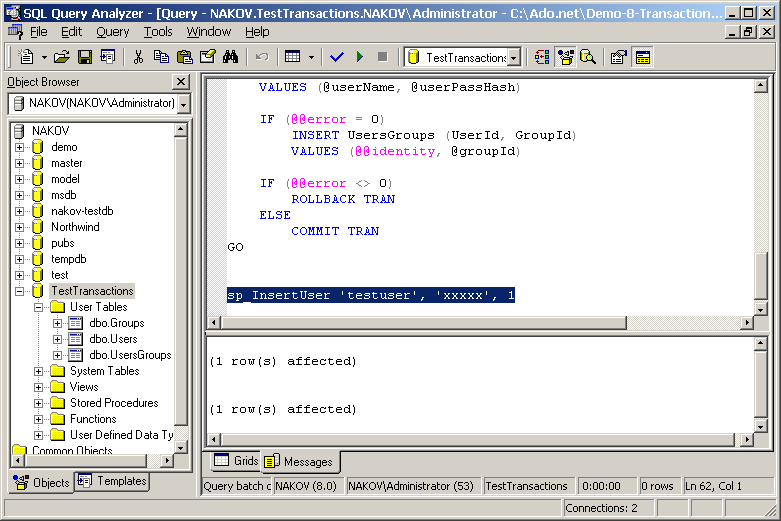 SQL Query Analyzer - [Query - NAKOV.TestTransactions.NAKOV\Administrator - C:\Ado.net\Demo-8-Transaction...
File Edit Query Tools Window Help
TestTransactions
Object Browser
NAKOV(NAKOV\Administrator)
NAKOV
demo
master
model
msdb
nakov-testdb
Northwind
pubs
tempdb
test
TestTransactions
User Tables
dbo.Groups
dbo.Users
dbo.UsersGroups
System Tables
Views
Stored Procedures
Functions
User Defined Data Ty
Common Objects
Objects Templates
VALUES (@userName, @userPassHash)
IF (@@error = 0)
INSERT UsersGroups (UserId, GroupId)
VALUES (@@identity, @groupId)
IF (@@error <> 0)
ROLLBACK TRAN
ELSE
COMMIT TRAN
GO
sp_InsertUser 'testuser', 'xxxxx', 1
(1 row(s) affected)
(1 row(s) affected)
Grids Messages
Query batch c NAKOV (8.0) NAKOV\Administrator (53) TestTransactions 0:00:00 0 rows Ln 62, Col 1
Connections: 2